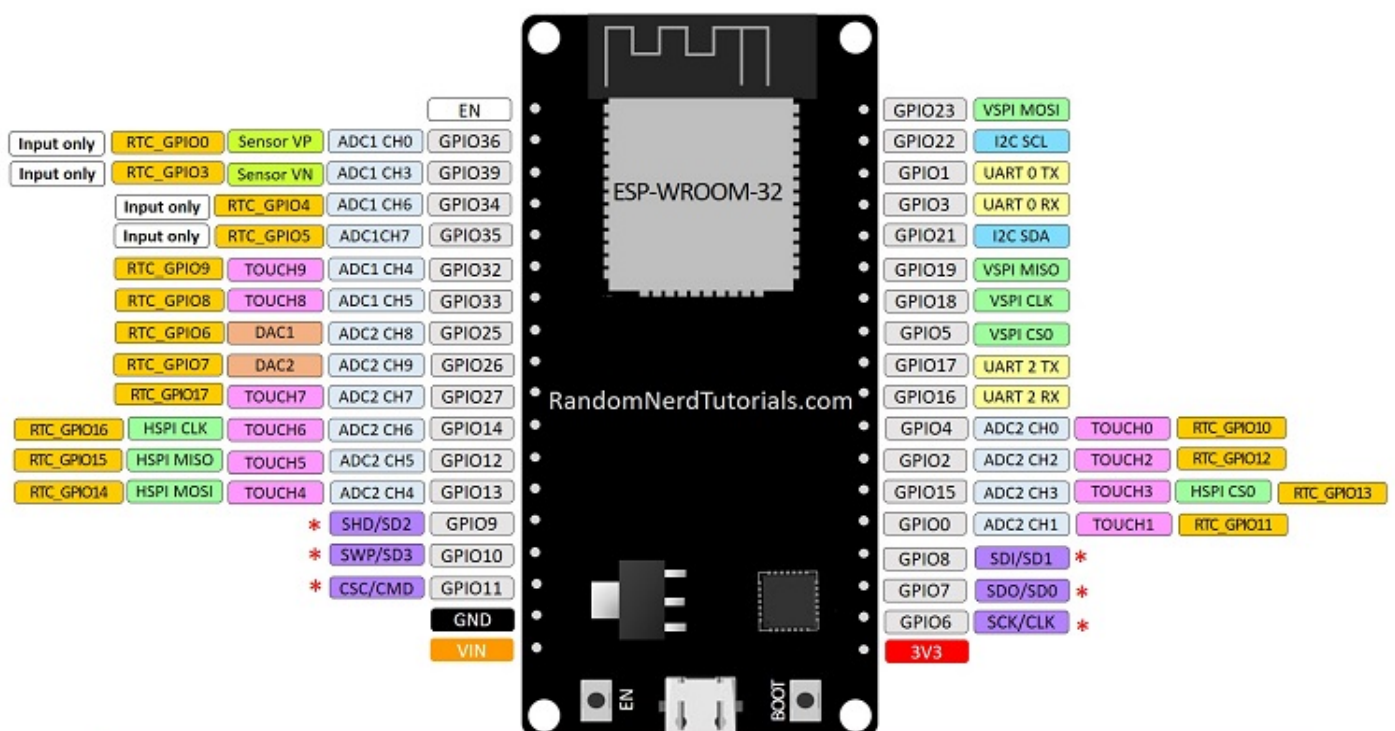 EN GPIO23 VSPI MOSI
Input only RTC_GPIO0 Sensor VP ADC1 CH0 GPIO36 GPIO22 I2C SCL
Input only RTC_GPIO3 Sensor VN ADC1 CH3 GPIO39 GPIO1 UART 0 TX
ESP-WROOM-32
Input only RTC_GPIO4 ADC1 CH6 GPIO34 GPIO3 UART 0 RX
Input only RTC_GPIO5 ADC1CH7 GPIO35 GPIO21 I2C SDA
RTC_GPIO9 TOUCH9 ADC1 CH4 GPIO32 GPIO19 VSPI MISO
RTC_GPIO8 TOUCH8 ADC1 CH5 GPIO33 GPIO18 VSPI CLK
RTC_GPIO6 DAC1 ADC2 CH8 GPIO25 GPIO5 VSPI CS0
RTC_GPIO7 DAC2 ADC2 CH9 GPIO26 GPIO17 UART 2 TX
RTC_GPIO17 TOUCH7 ADC2 CH7 GPIO27 RandomNerdTutorials.com GPIO16 UART 2 RX
RTC_GPIO16 HSPI CLK TOUCH6 ADC2 CH6 GPIO14 GPIO4 ADC2 CH0 TOUCH0 RTC_GPIO10
RTC_GPIO15 HSPI MISO TOUCH5 ADC2 CH5 GPIO12 GPIO2 ADC2 CH2 TOUCH2 RTC_GPIO12
RTC_GPIO14 HSPI MOSI TOUCH4 ADC2 CH4 GPIO13 GPIO15 ADC2 CH3 TOUCH3 HSPI CS0 RTC_GPIO13
* SHD/SD2 GPIO9 GPIO0 ADC2 CH1 TOUCH1 RTC_GPIO11
* SWP/SD3 GPIO10 GPIO8 SDI/SD1 *
* CSC/CMD GPIO11 GPIO7 SDO/SD0 *
GND GPIO6 SCK/CLK *
VIN 3V3
EN BOOT